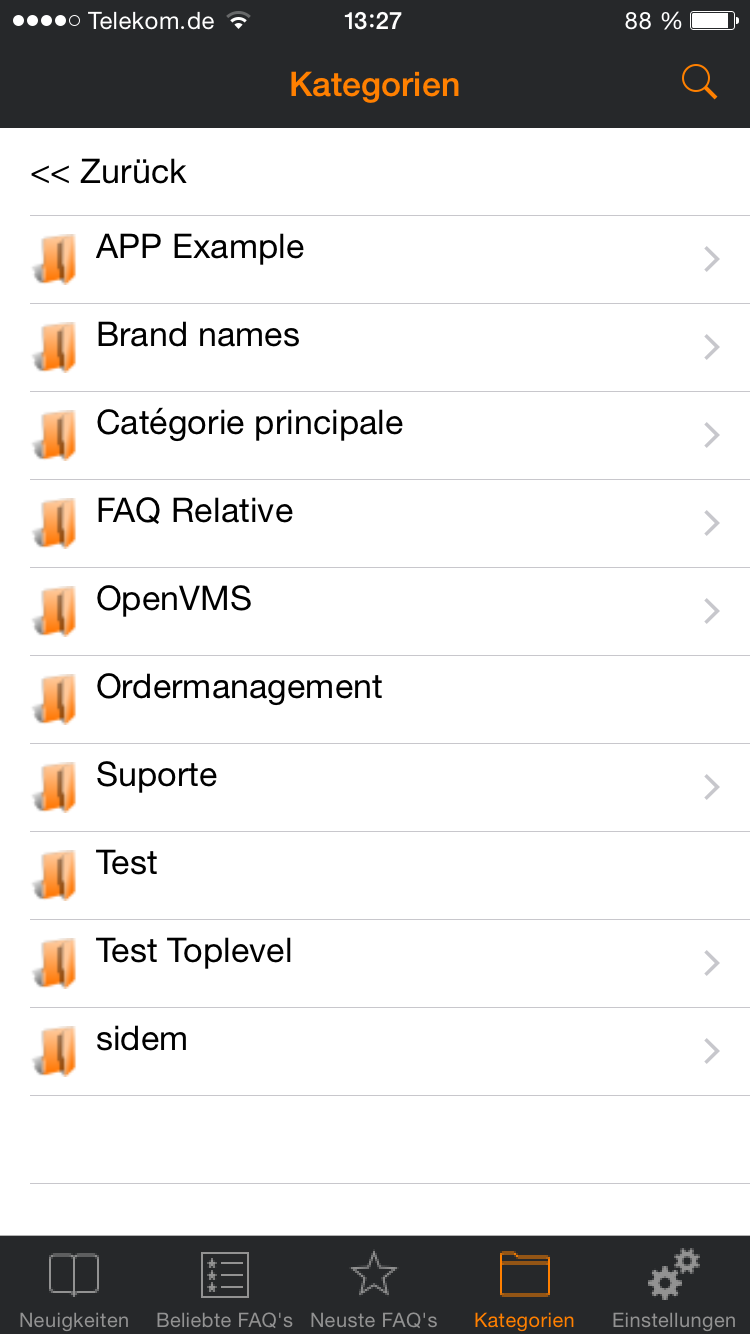 Telekom.de 13:27 88 %
Kategorien
<< Zurück
APP Example
Brand names
Catégorie principale
FAQ Relative
OpenVMS
Ordermanagement
Suporte
Test
Test Toplevel
sidem
Neuigkeiten Beliebte FAQ's Neuste FAQ's Kategorien Einstellungen